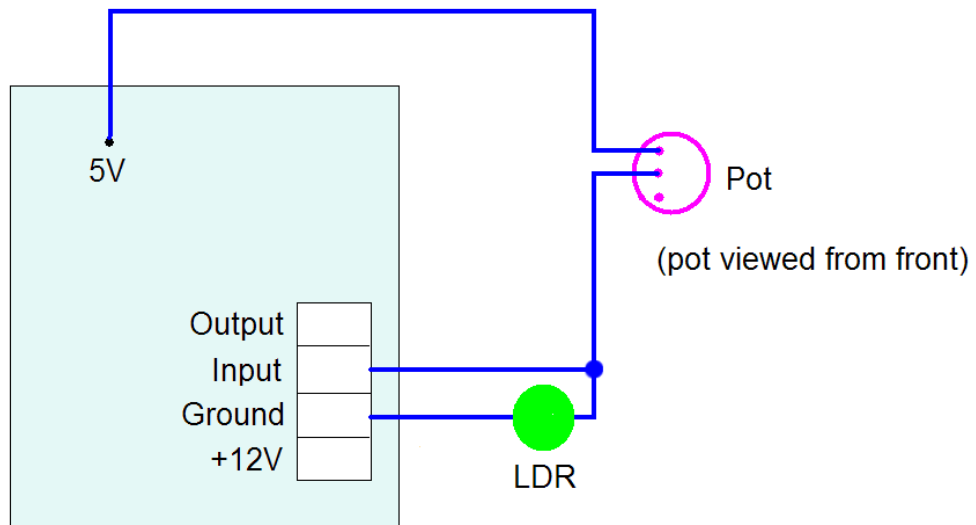 5V
Pot
(pot viewed from front)
Output
Input
Ground
+12V
LDR